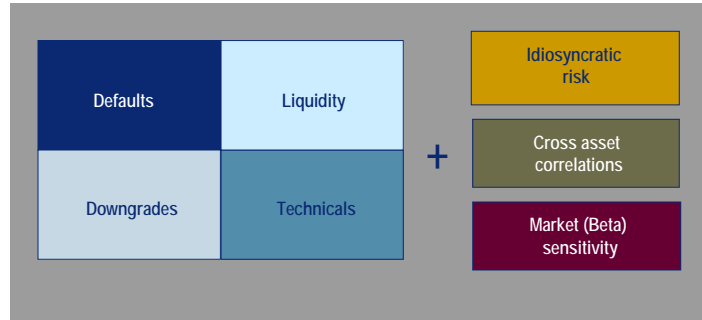 Defaults
Liquidity
Downgrades
Technicals
+
Idiosyncratic
risk
Cross asset
correlations
Market (Beta)
sensitivity